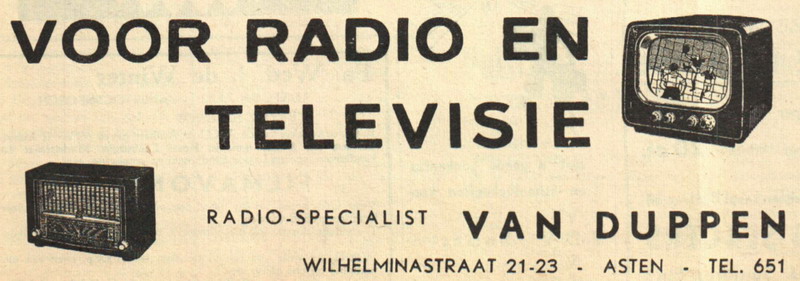 VOOR RADIO EN
TELEVISIE
RADIO-SPECIALIST VAN DUPPEN
WILHELMINASTRAAT 21-23 - ASTEN - TEL. 651